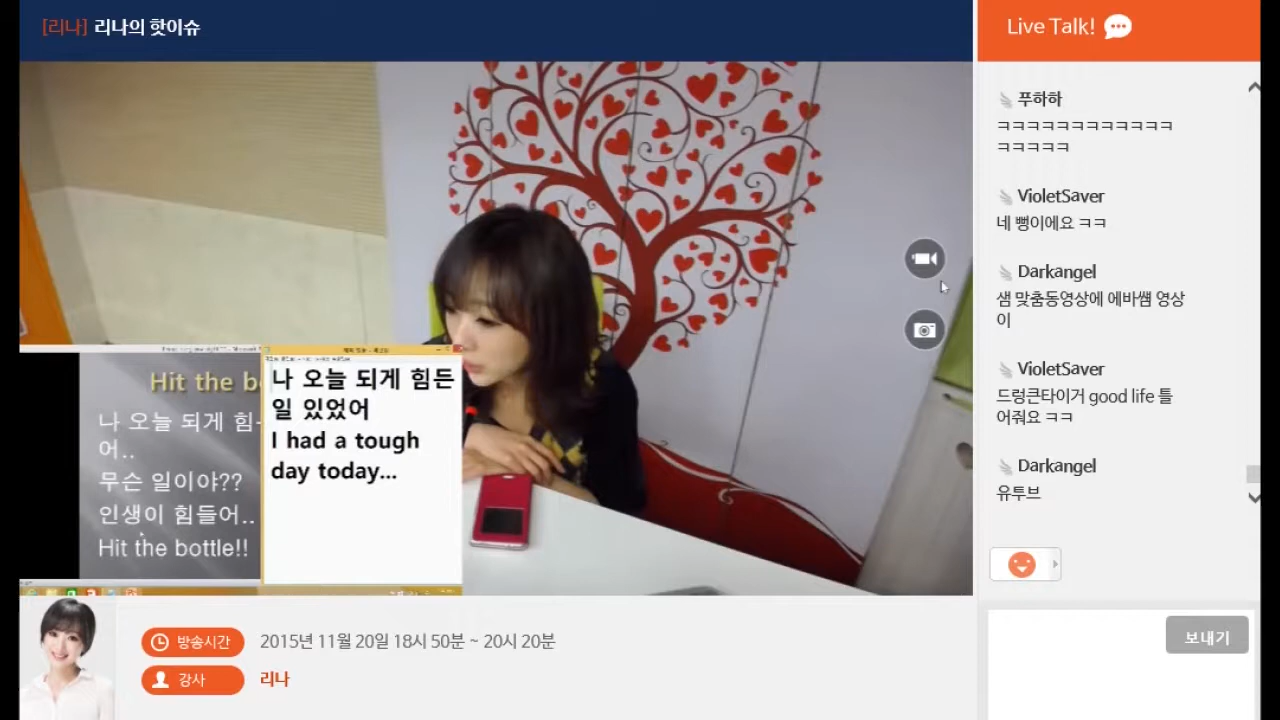 [리나] 리나의 핫이슈
Live Talk!
푸하하
ㅋㅋㅋㅋㅋㅋㅋㅋㅋㅋㅋㅋ
ㅋㅋㅋㅋㅋ
VioletSaver
네 뻥이에요 ㅋㅋ
Darkangel
샘 맞춤동영상에 에바쌤 영상
이
VioletSaver
드렁큰타이거 good life 틀
어줘요 ㅋㅋ
Darkangel
유투브
보내기
Hit the b
나 오늘 되게 힘
어..
무슨 일이야??
인생이 힘들어..
Hit the bottle!!
나 오늘 되게 힘든
일 있었어
I had a tough
day today...
방송시간 2015년 11월 20일 18시 50분 ~ 20시 20분
강사 리나